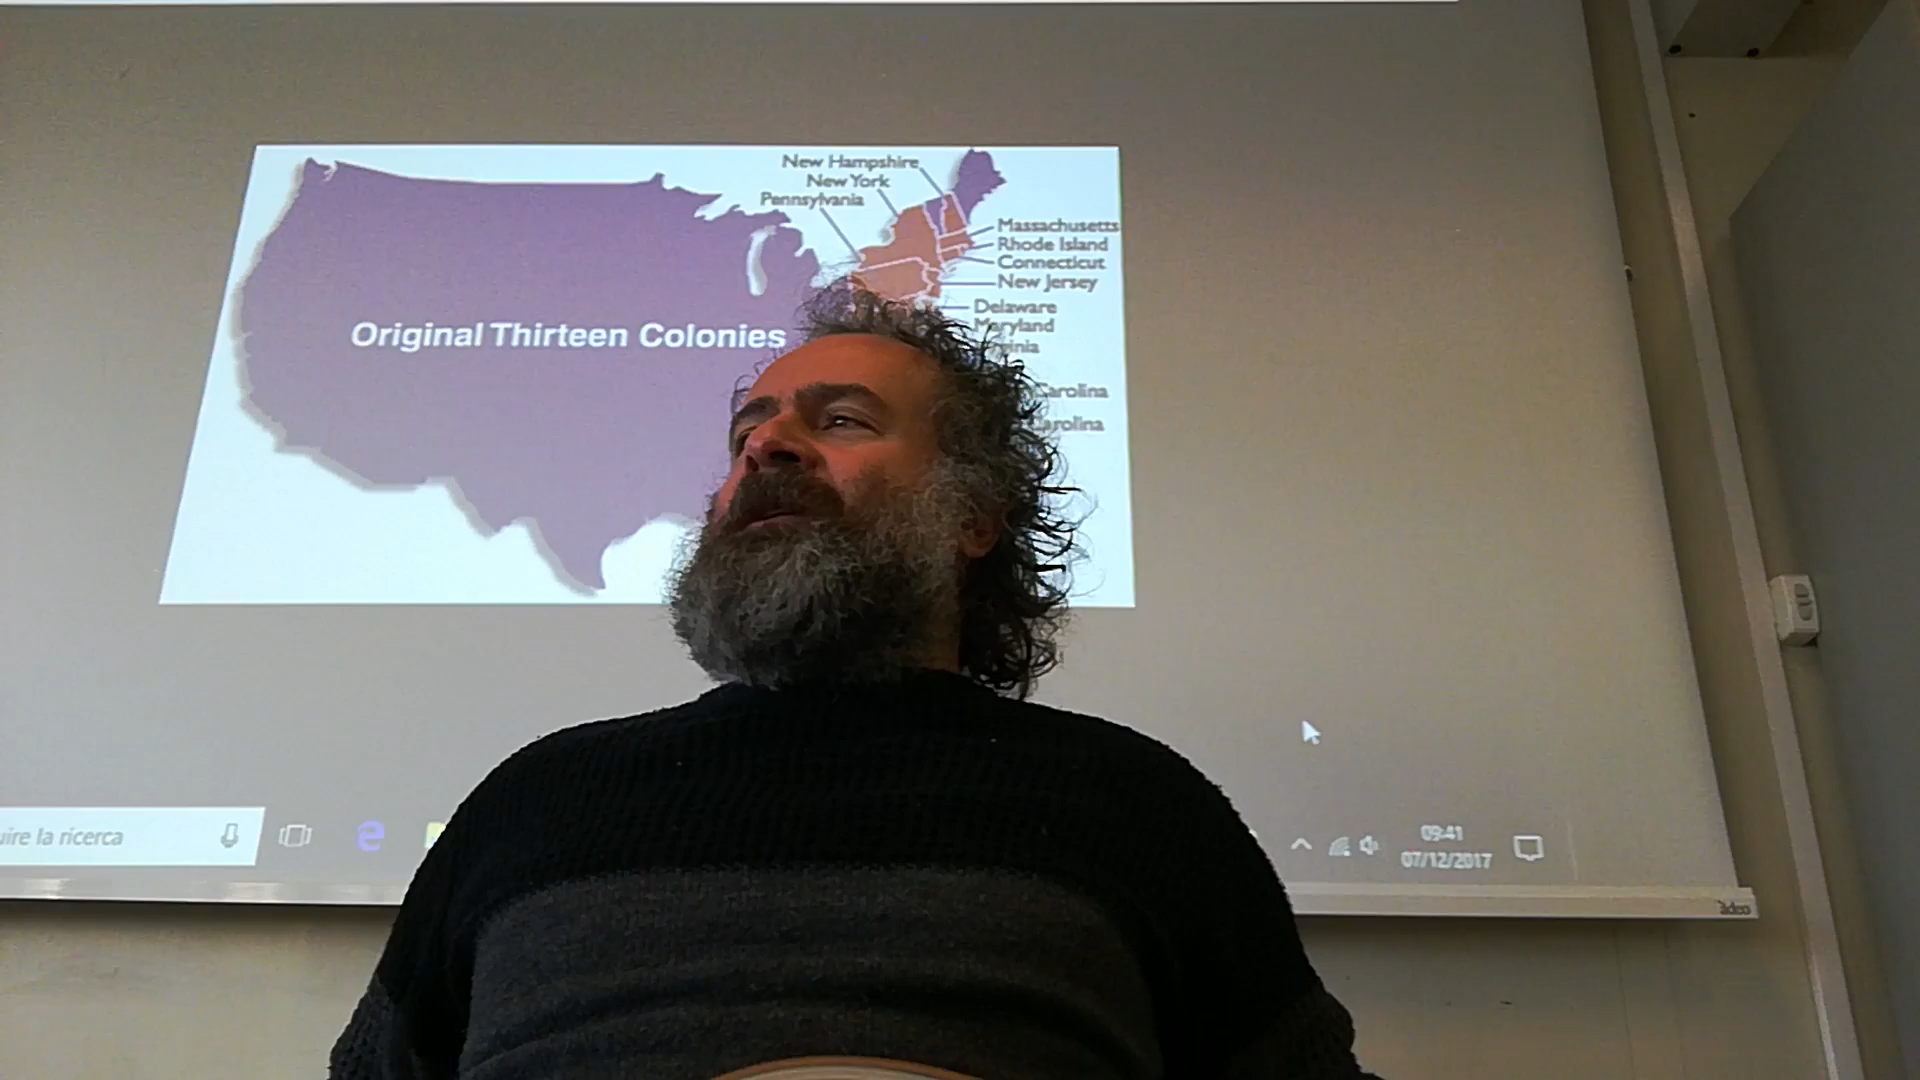 New Hampshire
New York
Pennsylvania
Massachusetts
Rhode Island
Connecticut
New Jersey
Delaware
Maryland
Original Thirteen Colonies
Carolina
Carolina
la ricerca
09:41
07/12/2017